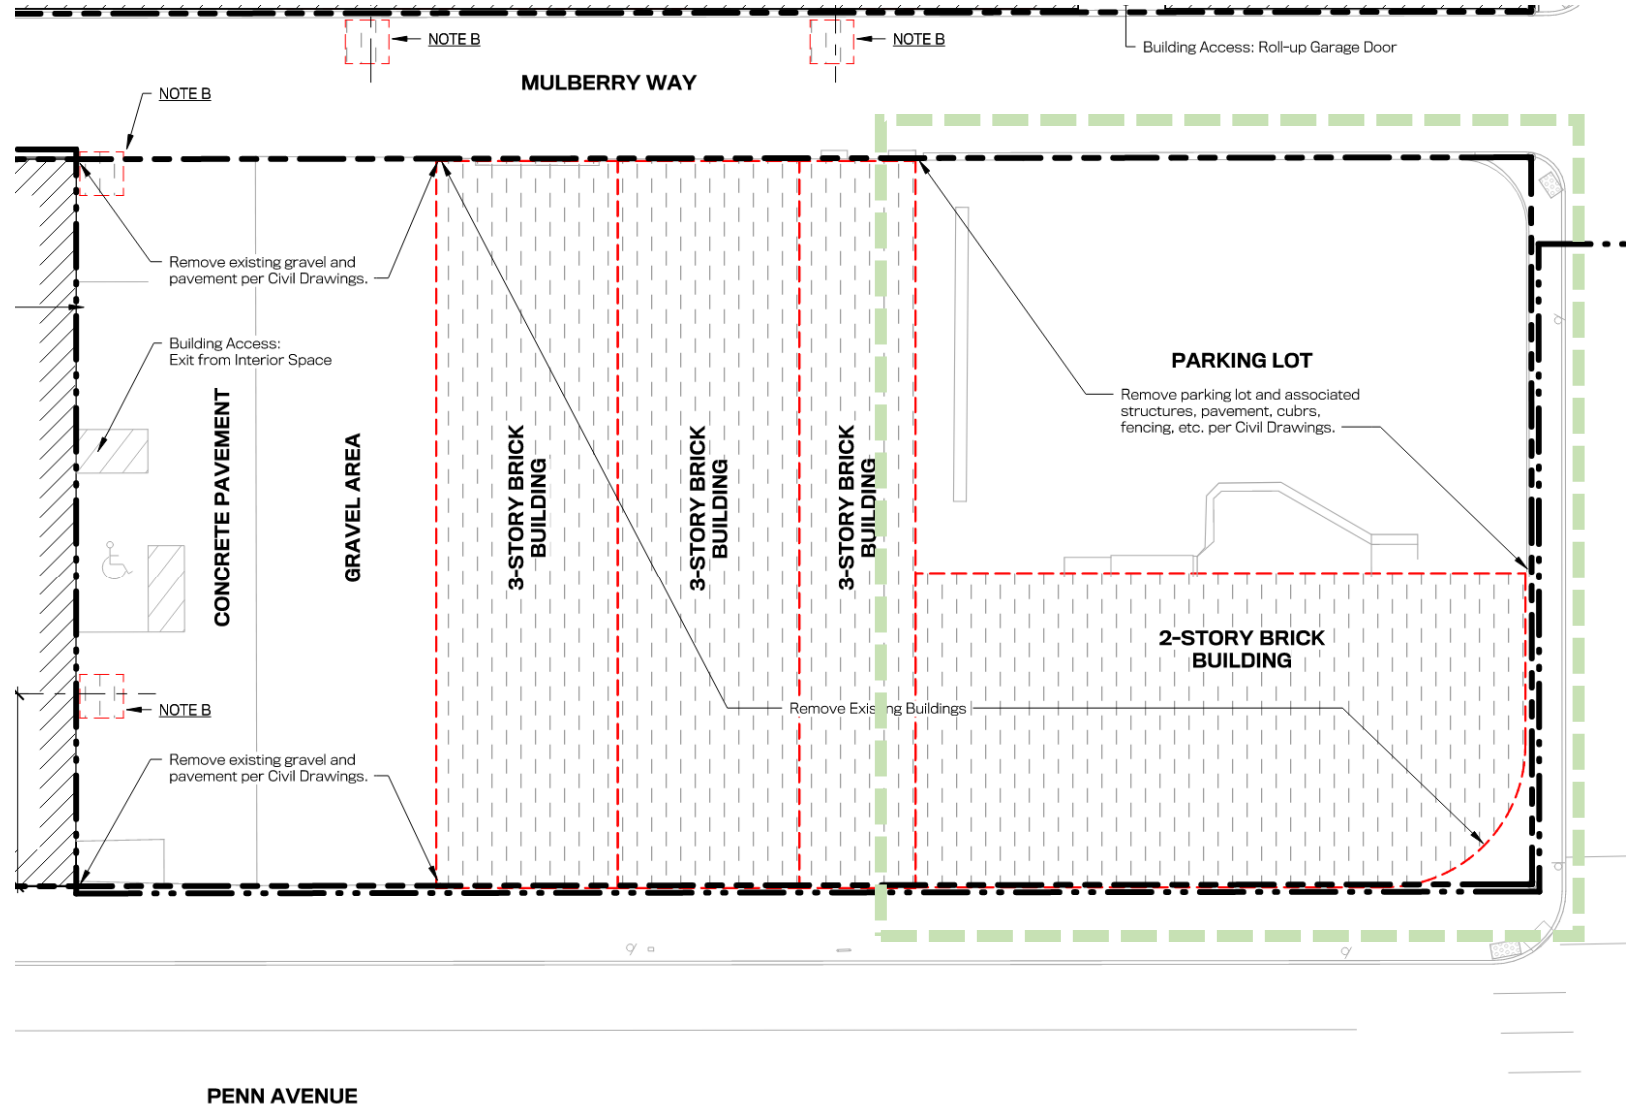 NOTE B
NOTE B
Building Access: Roll-up Garage Door
MULBERRY WAY
NOTE B
Remove existing gravel and
pavement per Civil Drawings.
Building Access:
Exit from Interior Space
CONCRETE PAVEMENT
GRAVEL AREA
3-STORY BRICK
BUILDING
3-STORY BRICK
BUILDING
3-STORY BRICK
BUILDING
PARKING LOT
Remove parking lot and associated
structures, pavement, cubrs,
fencing, etc. per Civil Drawings.
2-STORY BRICK
BUILDING
Remove Existing Buildings
NOTE B
Remove existing gravel and
pavement per Civil Drawings.
PENN AVENUE